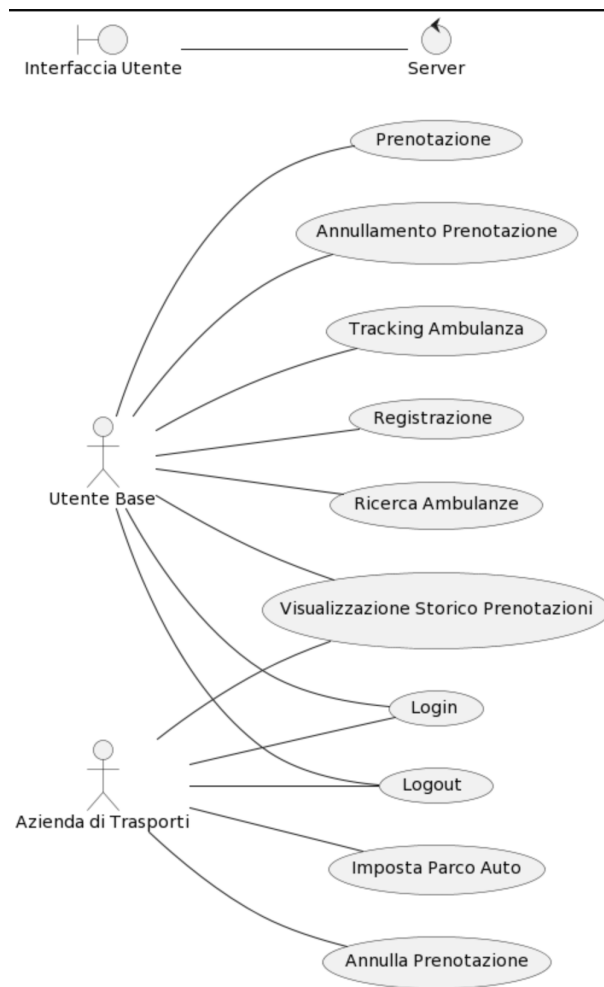 Interfaccia Utente
Server
Prenotazione
Annullamento Prenotazione
Tracking Ambulanza
Registrazione
Utente Base
Ricerca Ambulanze
Visualizzazione Storico Prenotazioni
Login
Logout
Azienda di Trasporti
Imposta Parco Auto
Annulla Prenotazione